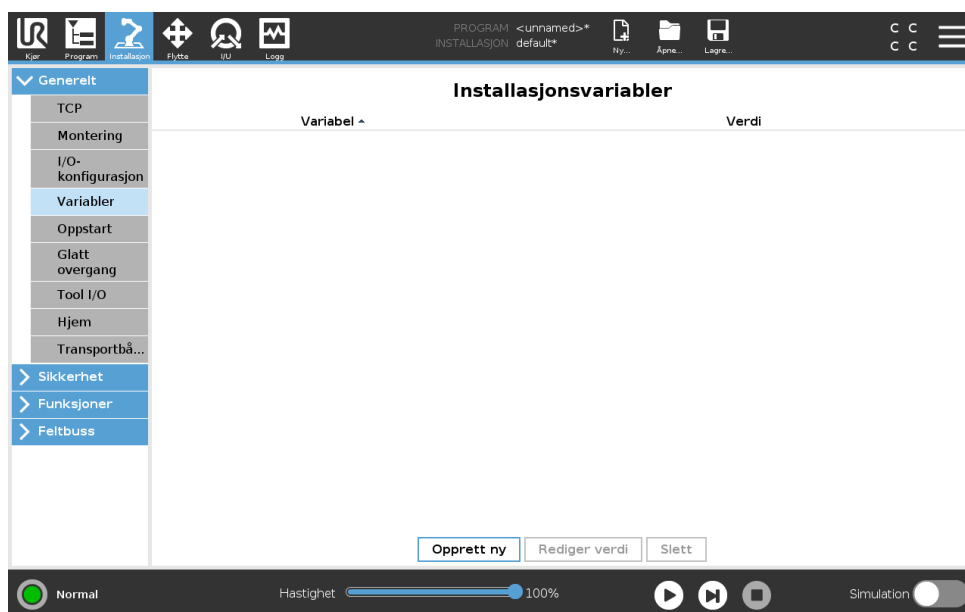 UR
Kjør
Program
Installasjon
Flytte
I/U
Logg
PROGRAM <unnamed>*
INSTALLASJON default*
Ny...
Åpne...
Lagre...
C C
C C
Generelt
TCP
Montering
I/O-
konfigurasjon
Variabler
Oppstart
Glatt
overgang
Tool I/O
Hjem
Transportbå...
Sikkerhet
Funksjoner
Feltbuss
Installasjonsvariabler
Variabel Verdi
Opprett ny Rediger verdi Slett
Normal
Hastighet 100%
Simulation